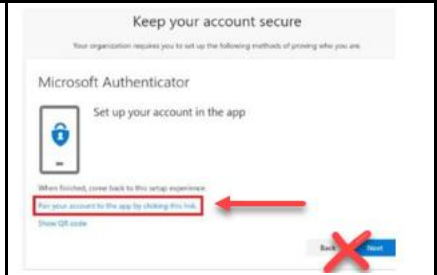 Keep your account secure
Your organization requires you to set up the following methods of proving who you are.
Microsoft Authenticator
Set up your account in the app
When finished, come back to this setup experience.
Pair your account to the app by clicking this link.
Show QR code
Back
Next